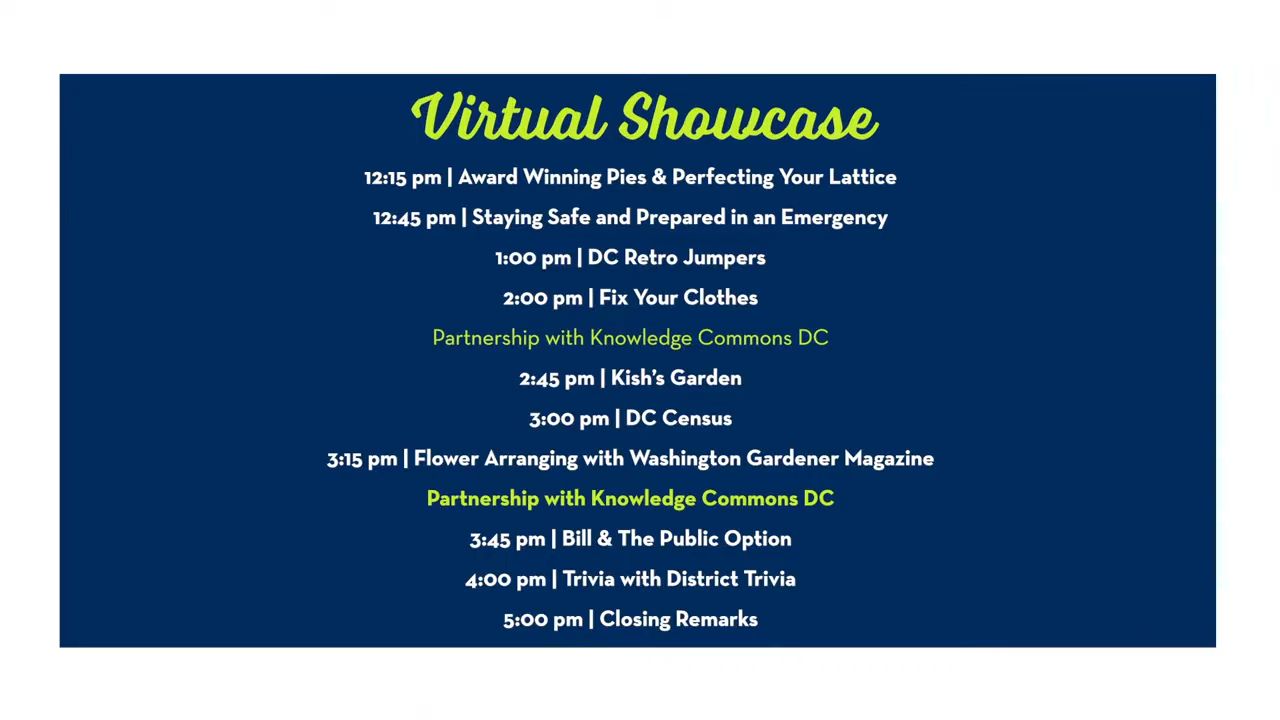 Virtual Showcase
12:15 pm | Award Winning Pies & Perfecting Your Lattice
12:45 pm | Staying Safe and Prepared in an Emergency
1:00 pm | DC Retro Jumpers
2:00 pm | Fix Your Clothes
Partnership with Knowledge Commons DC
2:45 pm | Kish's Garden
3:00 pm | DC Census
3:15 pm | Flower Arranging with Washington Gardener Magazine
Partnership with Knowledge Commons DC
3:45 pm | Bill & The Public Option
4:00 pm | Trivia with District Trivia
5:00 pm | Closing Remarks